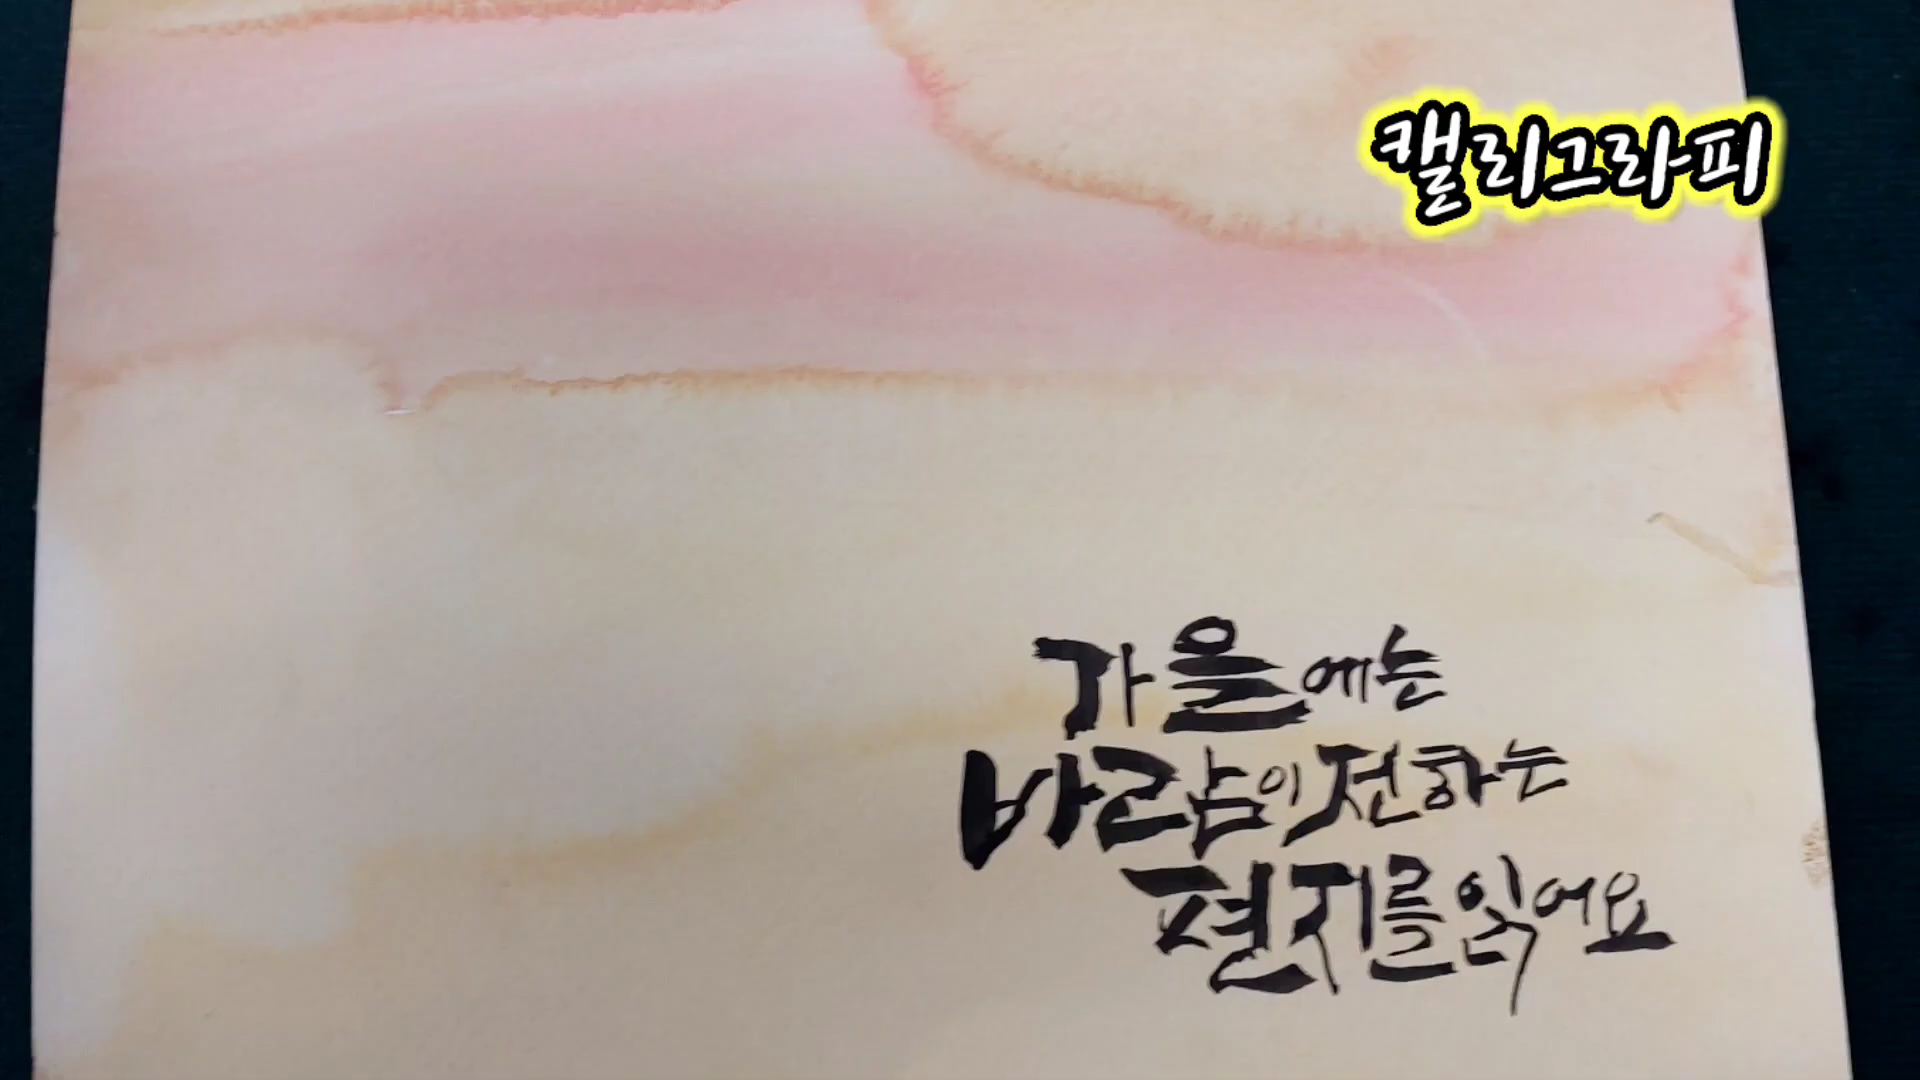 캘리그라피
가을에는
바람이 전하는
편지를 읽어요